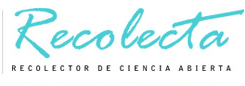 Recolecta
RECOLECTOR DE CIENCIA ABIERTA